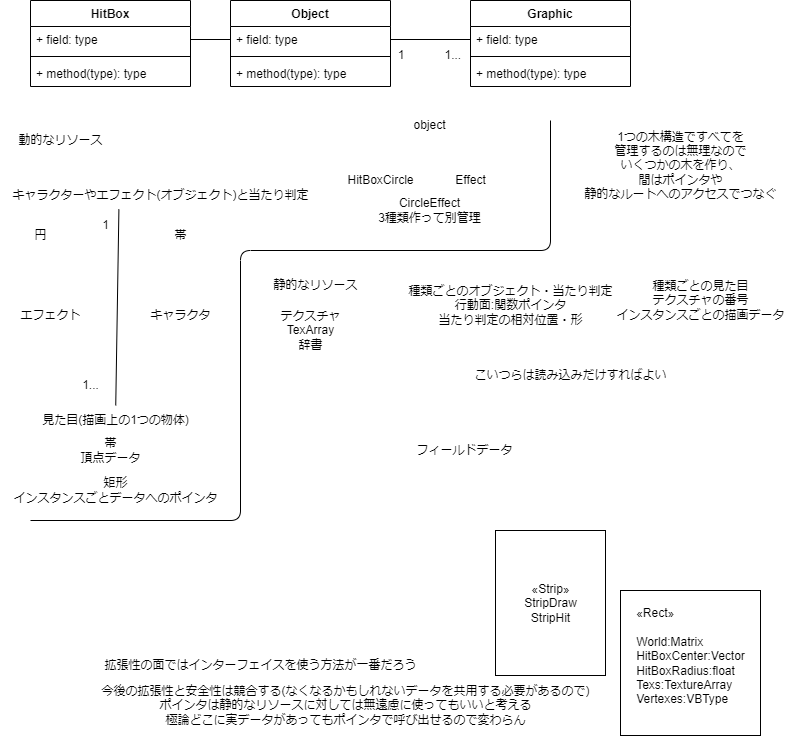 HitBox
+ field: type
+ method(type): type
Object
+ field: type
+ method(type): type
Graphic
+ field: type
+ method(type): type
1
1...
動的なリソース
object
1つの木構造ですべてを
管理するのは無理なので
いくつかの木を作り、
間はポインタや
静的なルートへのアクセスでつなぐ
キャラクターやエフェクト(オブジェクト)と当たり判定
HitBoxCircle
Effect
CircleEffect
3種類作って別管理
1
円
帯
エフェクト
キャラクタ
1...
見た目(描画上の1つの物体)
帯
頂点データ
矩形
インスタンスごとデータへのポインタ
静的なリソース
テクスチャ
TexArray
辞書
種類ごとのオブジェクト・当たり判定
行動面:関数ポインタ
当たり判定の相対位置・形
種類ごとの見た目
テクスチャの番号
インスタンスごとの描画データ
こいつらは読み込みだけすればよい
フィールドデータ
«Strip»
StripDraw
StripHit
«Rect»
World:Matrix
HitBoxCenter:Vector
HitBoxRadius:float
Texs:TextureArray
Vertexes:VBType
拡張性の面ではインターフェイスを使う方法が一番だろう
今後の拡張性と安全性は競合する(なくなるかもしれないデータを共用する必要があるので)
ポインタは静的なリソースに対しては無遠慮に使ってもいいと考える
極論どこに実データがあってもポインタで呼び出せるので変わらん